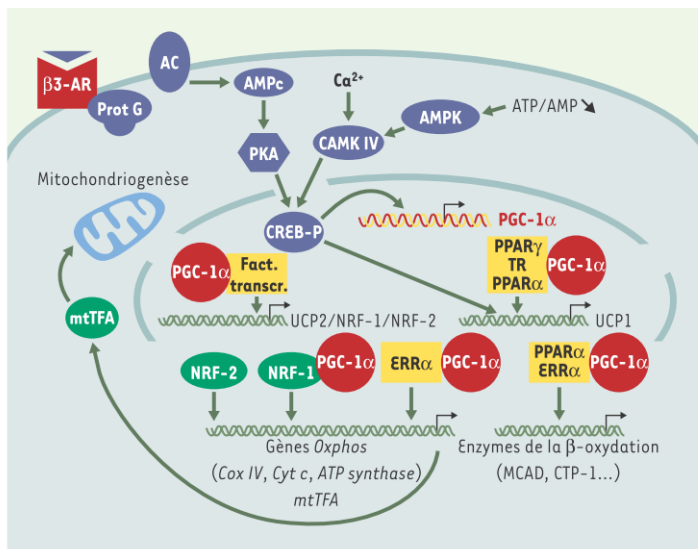 AC
β3-AR
Prot G
AMPc
Ca²⁺
AMPK
ATP/AMP
PKA
CAMK IV
Mitochondriogenèse
CREB-P
PGC-1α
PGC-1α
Fact.
transcr.
PPARγ
TR
PPARα
PGC-1α
mtTFA
UCP2/NRF-1/NRF-2
UCP1
NRF-2
NRF-1
PGC-1α
ERRα
PGC-1α
PPARα
ERRα
PGC-1α
Gènes Oxphos
(Cox IV, Cyt c, ATP synthase)
mtTFA
Enzymes de la β-oxydation
(MCAD, CTP-1...)